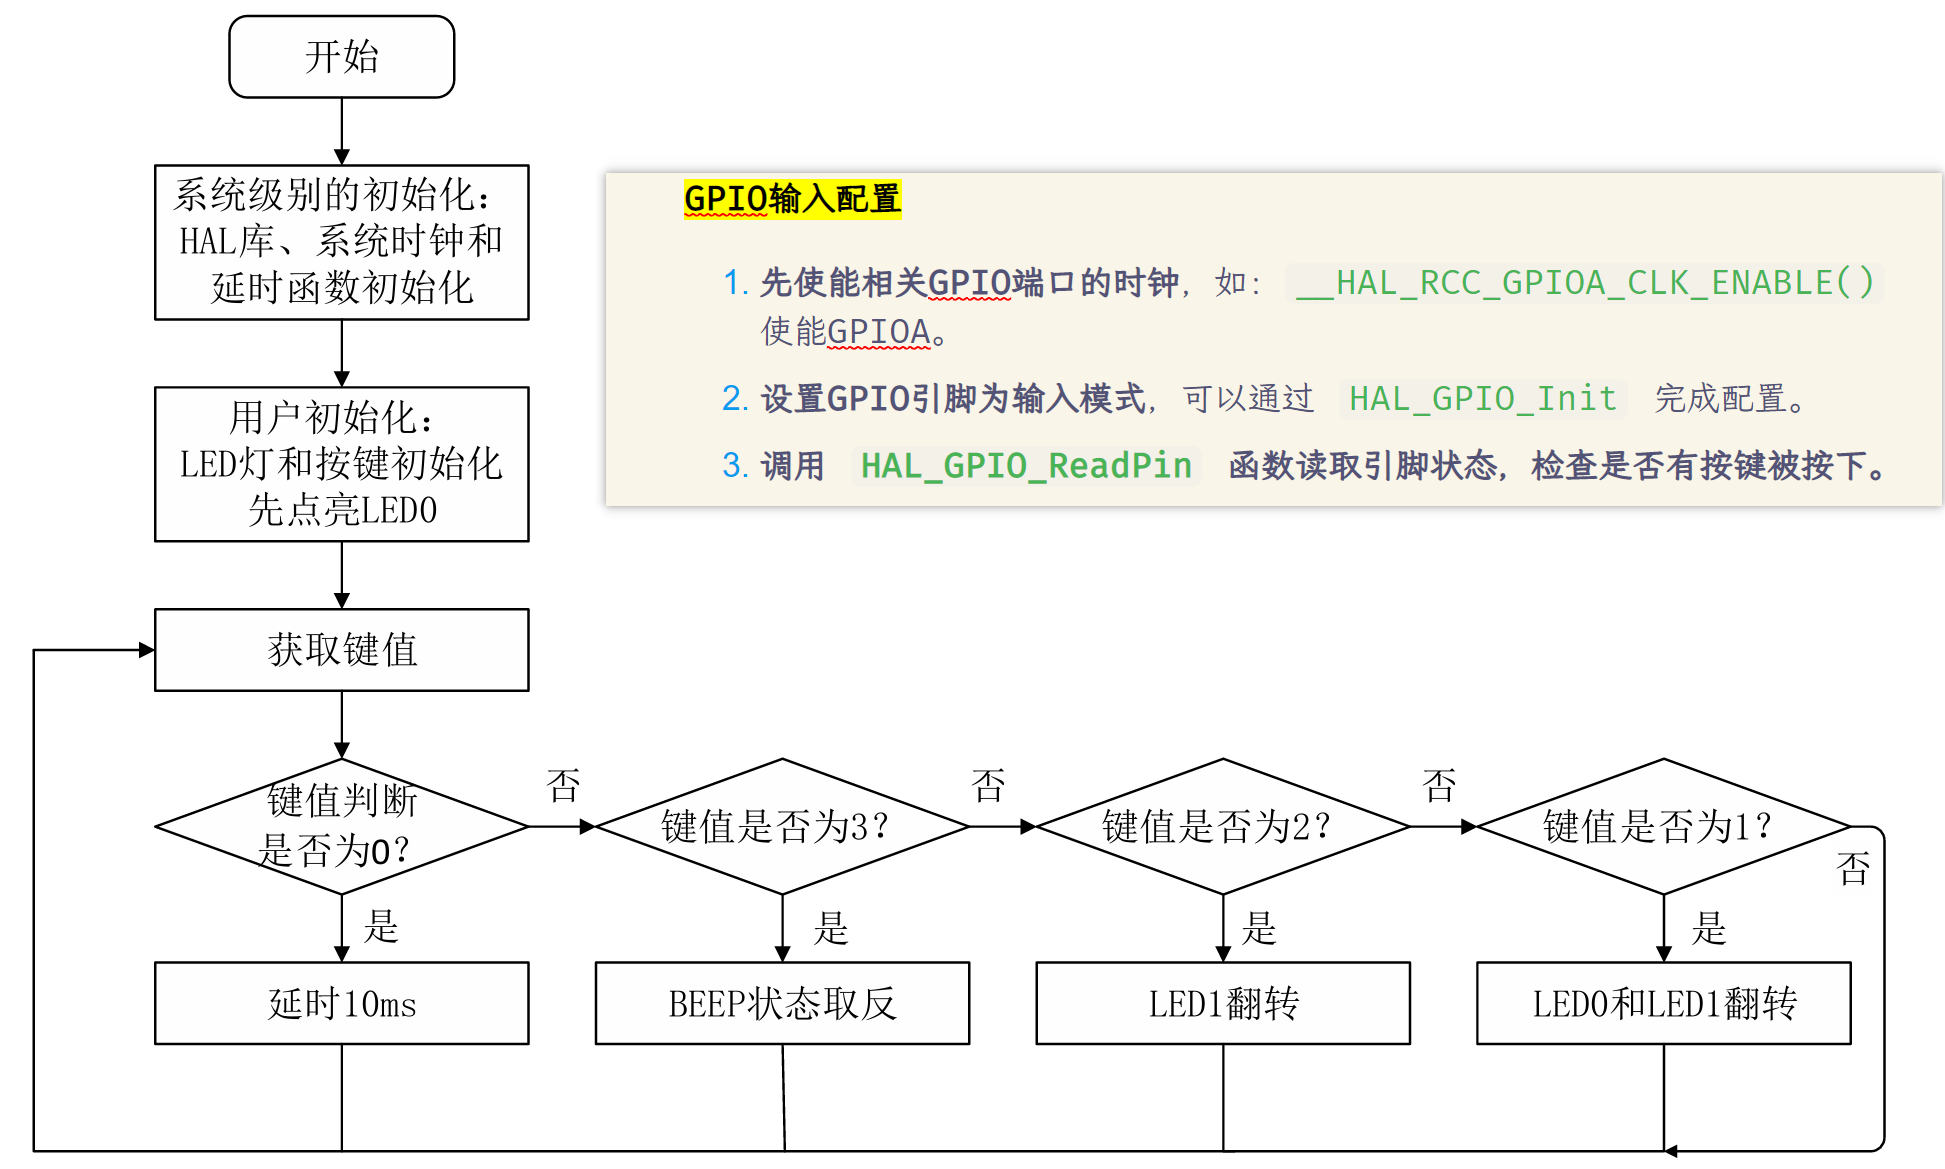 开始
系统级别的初始化：
HAL库、系统时钟和
延时函数初始化
用户初始化：
LED灯和按键初始化
先点亮LED0
获取键值
GPIO输入配置
1. 先使能相关GPIO端口的时钟，如： __HAL_RCC_GPIOA_CLK_ENABLE()
使能GPIOA。
2. 设置GPIO引脚为输入模式，可以通过 HAL_GPIO_Init 完成配置。
3. 调用 HAL_GPIO_ReadPin 函数读取引脚状态，检查是否有按键被按下。
键值判断
是否为0？
否
键值是否为3？
否
键值是否为2？
否
键值是否为1？
否
是
是
是
是
延时10ms
BEEP状态取反
LED1翻转
LED0和LED1翻转